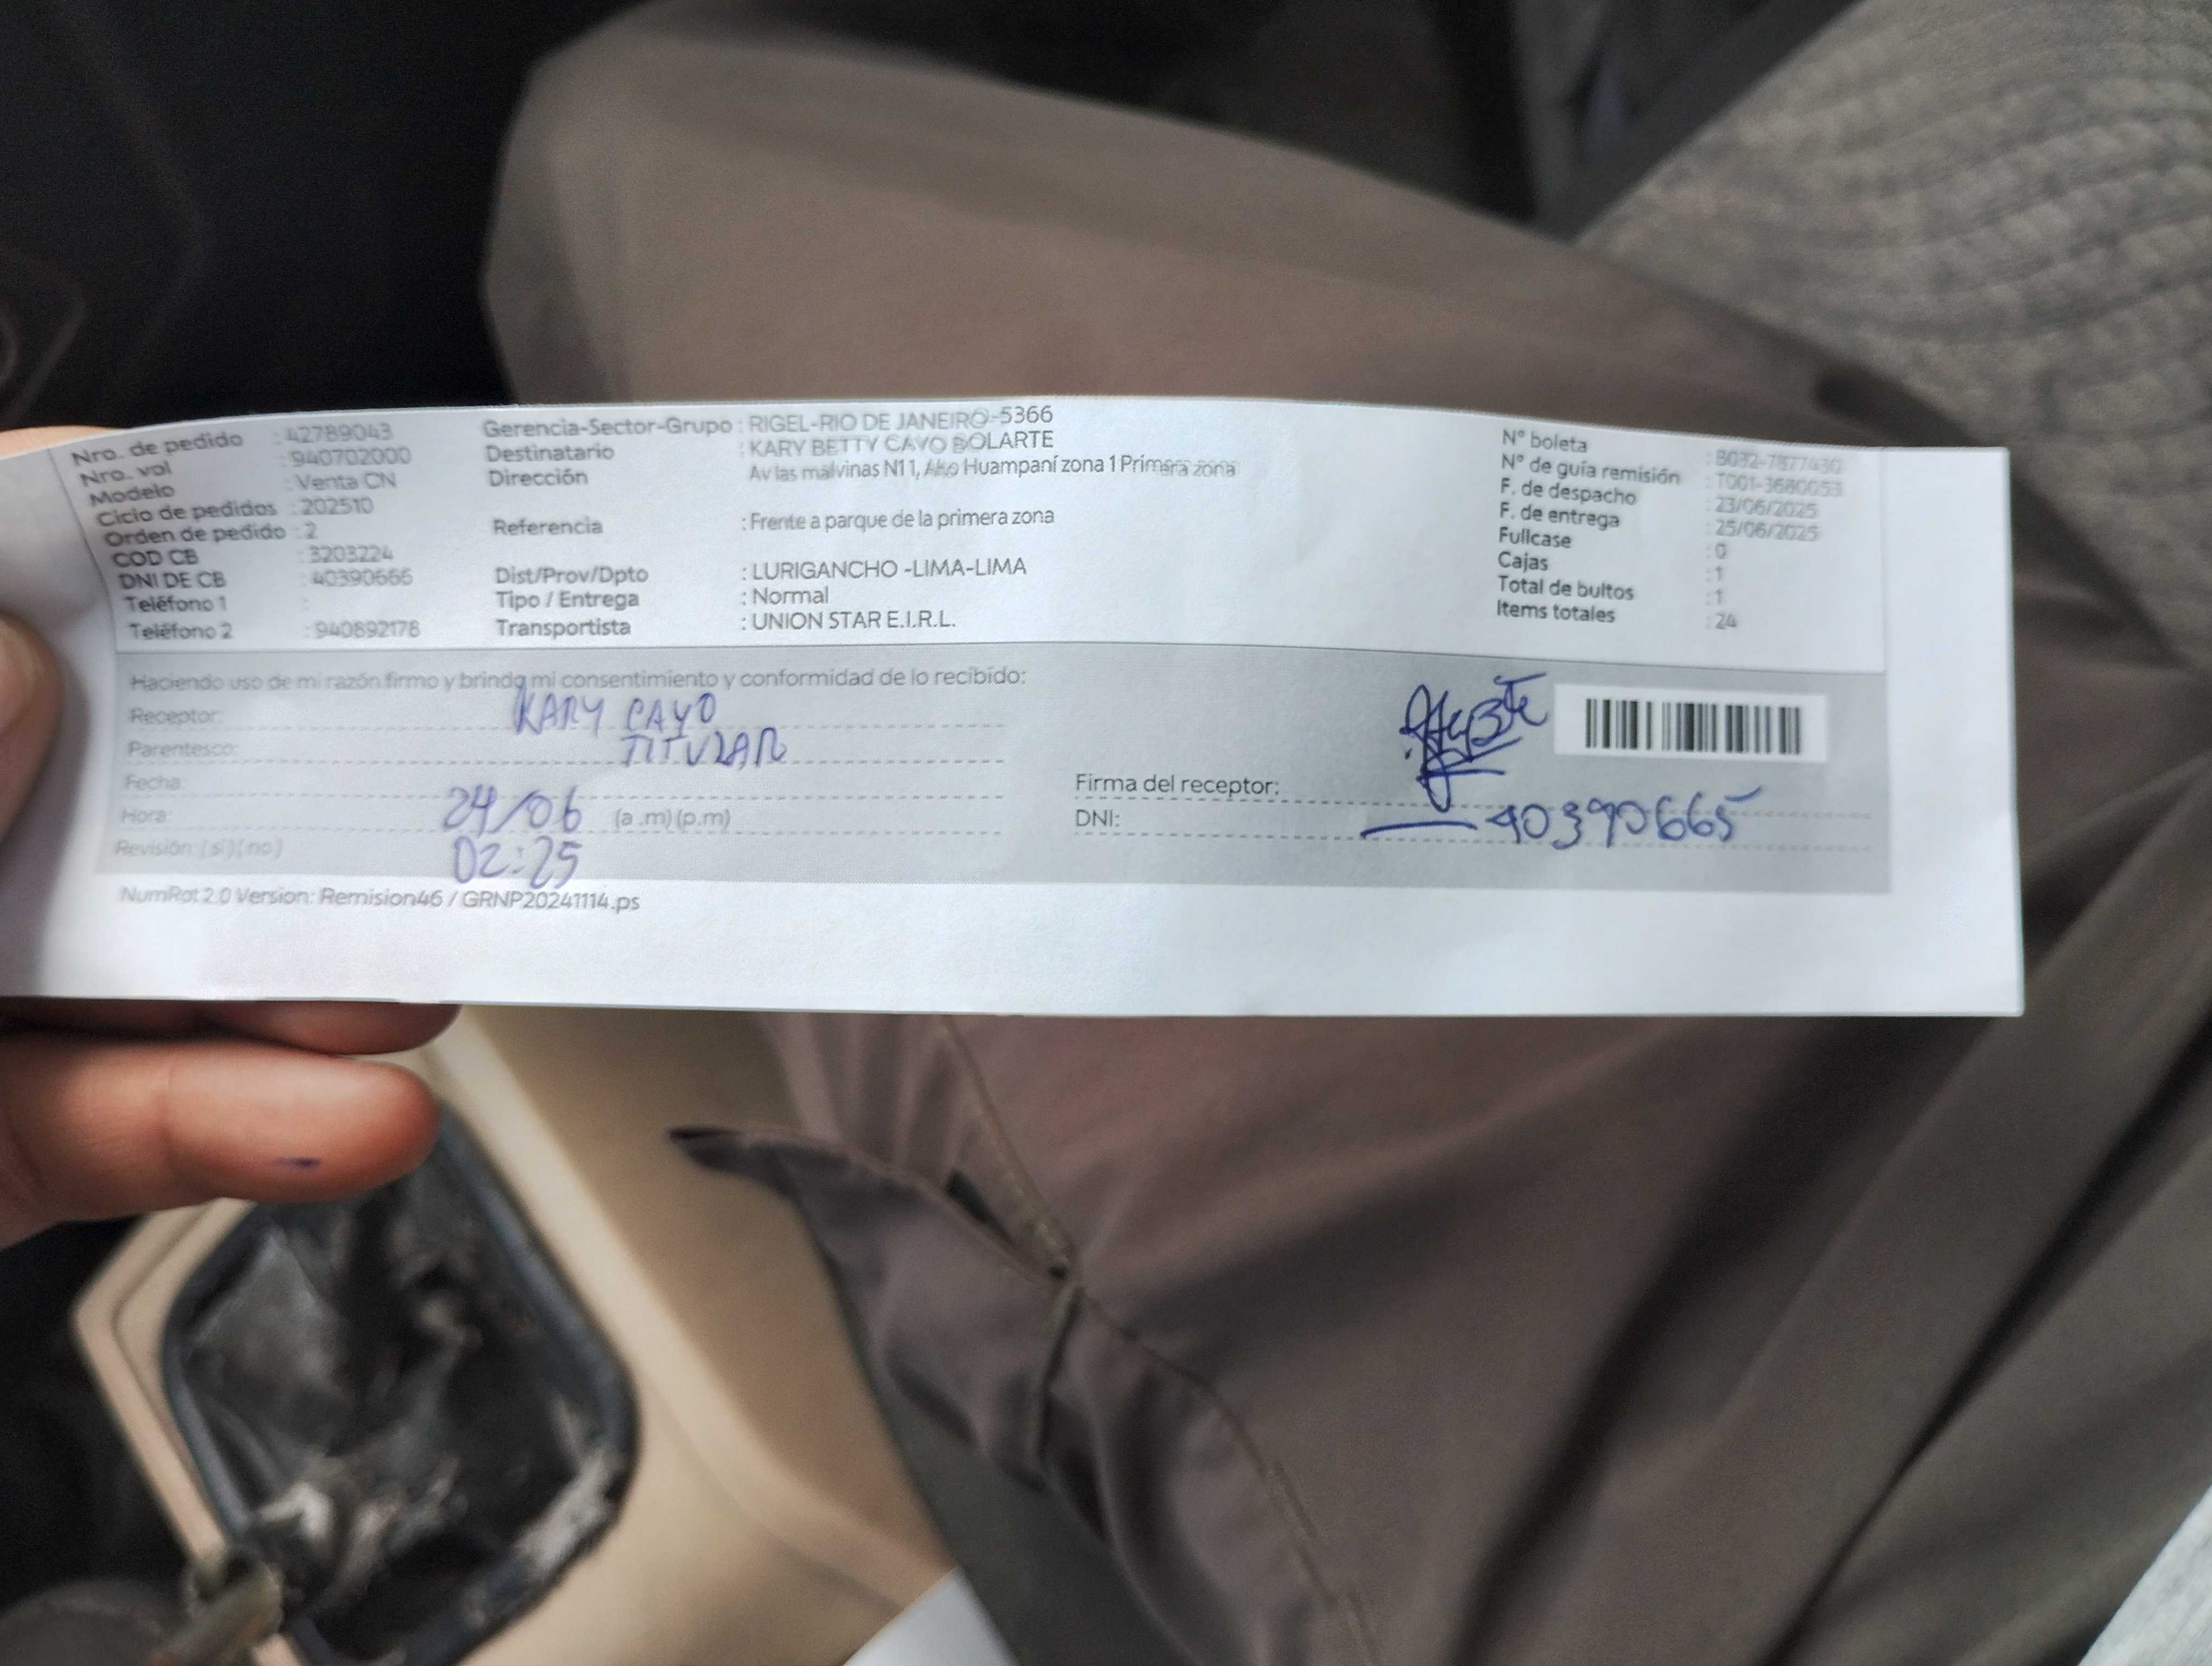 Nro. de pedido : 42789043
Nro. vol : 940702000
Modelo : Venta CN
Ciclo de pedidos : 202510
Orden de pedido : 2
COD CB : 3203224
DNI DE CB : 40390666
Teléfono 1 :
Teléfono 2 : 940892178
Gerencia-Sector-Grupo : RIGEL-RIO DE JANEIRO-5366
Destinatario : KARY BETTY CAYO BOLARTE
Dirección Av las malvinas N11, Huampaní zona 1 Primera zona
Referencia : Frente a parque de la primera zona
Dist/Prov/Dpto : LURIGANCHO -LIMA-LIMA
Tipo / Entrega : Normal
Transportista : UNION STAR E.I.R.L.
N° boleta : B032-7877430
N° de guía remisión : T001-3680053
F. de despacho : 23/06/2025
F. de entrega : 25/06/2025
Fullcase : 0
Cajas : 1
Total de bultos : 1
Items totales : 24
Haciendo uso de mi razón firmo y brindo mi consentimiento y conformidad de lo recibido:
Receptor: KARY CAYO
Parentesco: TITULAR
Fecha: 24/06
Hora: (a .m) (p.m)
Revisión: ( si ) ( no ) 02:25
Firma del receptor:
DNI: 40390665
NumRot 2.0 Version: Remision46 / GRNP20241114.ps